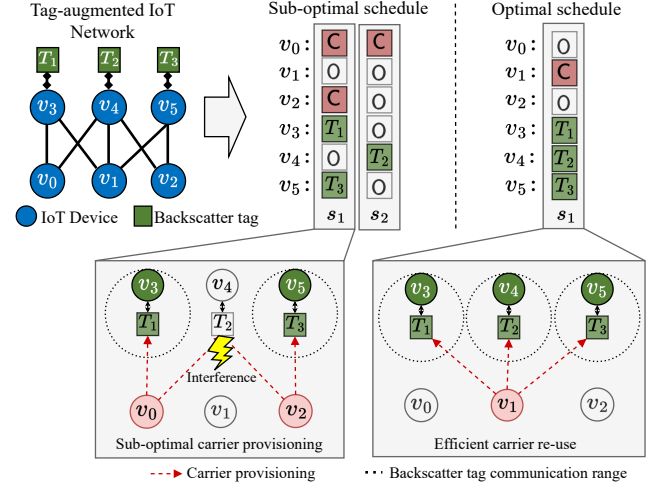 Tag-augmented IoT
Network
T1 T2 T3
v3 v4 v5
v0 v1 v2
IoT Device Backscatter tag
Sub-optimal schedule
v0: C C
v1: O O
v2: C O
v3: T1 O
v4: O T2
v5: T3 O
s1 s2
Optimal schedule
v0: O
v1: C
v2: O
v3: T1
v4: T2
v5: T3
s1
v3 v4 v5
T1 T2 T3
Interference
v0 v1 v2
Sub-optimal carrier provisioning
v3 v4 v5
T1 T2 T3
v0 v1 v2
Efficient carrier re-use
Carrier provisioning
Backscatter tag communication range